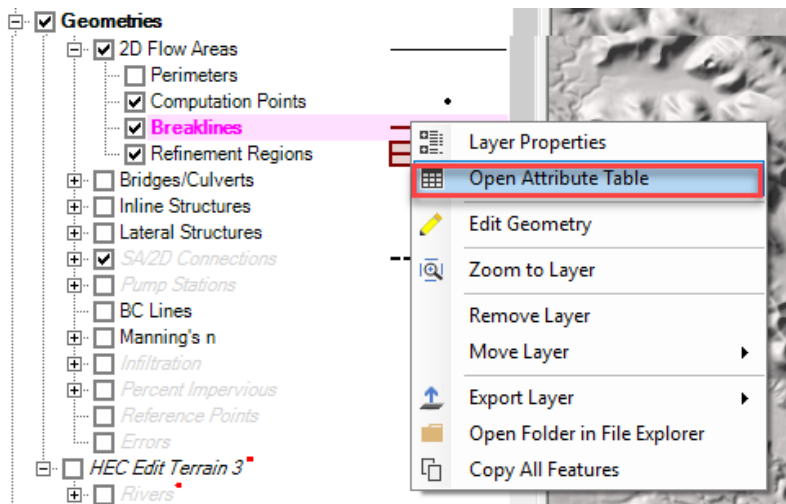 Geometries
2D Flow Areas
Perimeters
Computation Points
Breaklines
Refinement Regions
Bridges/Culverts
Inline Structures
Lateral Structures
SA/2D Connections
Pump Stations
BC Lines
Manning's n
Infiltration
Percent Impervious
Reference Points
Errors
HEC Edit Terrain 3
Rivers
Layer Properties
Open Attribute Table
Edit Geometry
Zoom to Layer
Remove Layer
Move Layer
Export Layer
Open Folder in File Explorer
Copy All Features